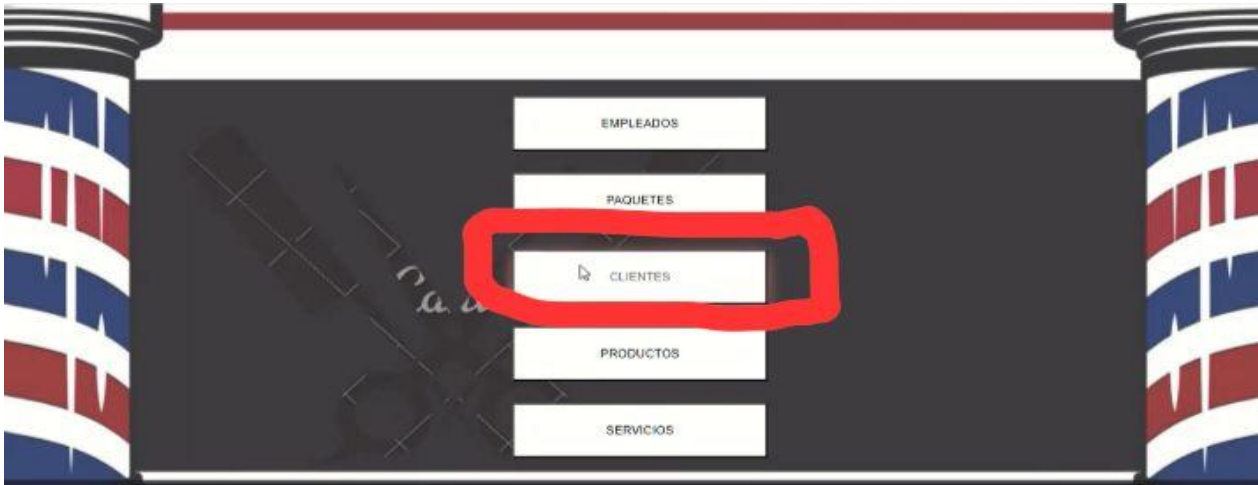 EMPLEADOS
PAQUETES
CLIENTES
PRODUCTOS
SERVICIOS